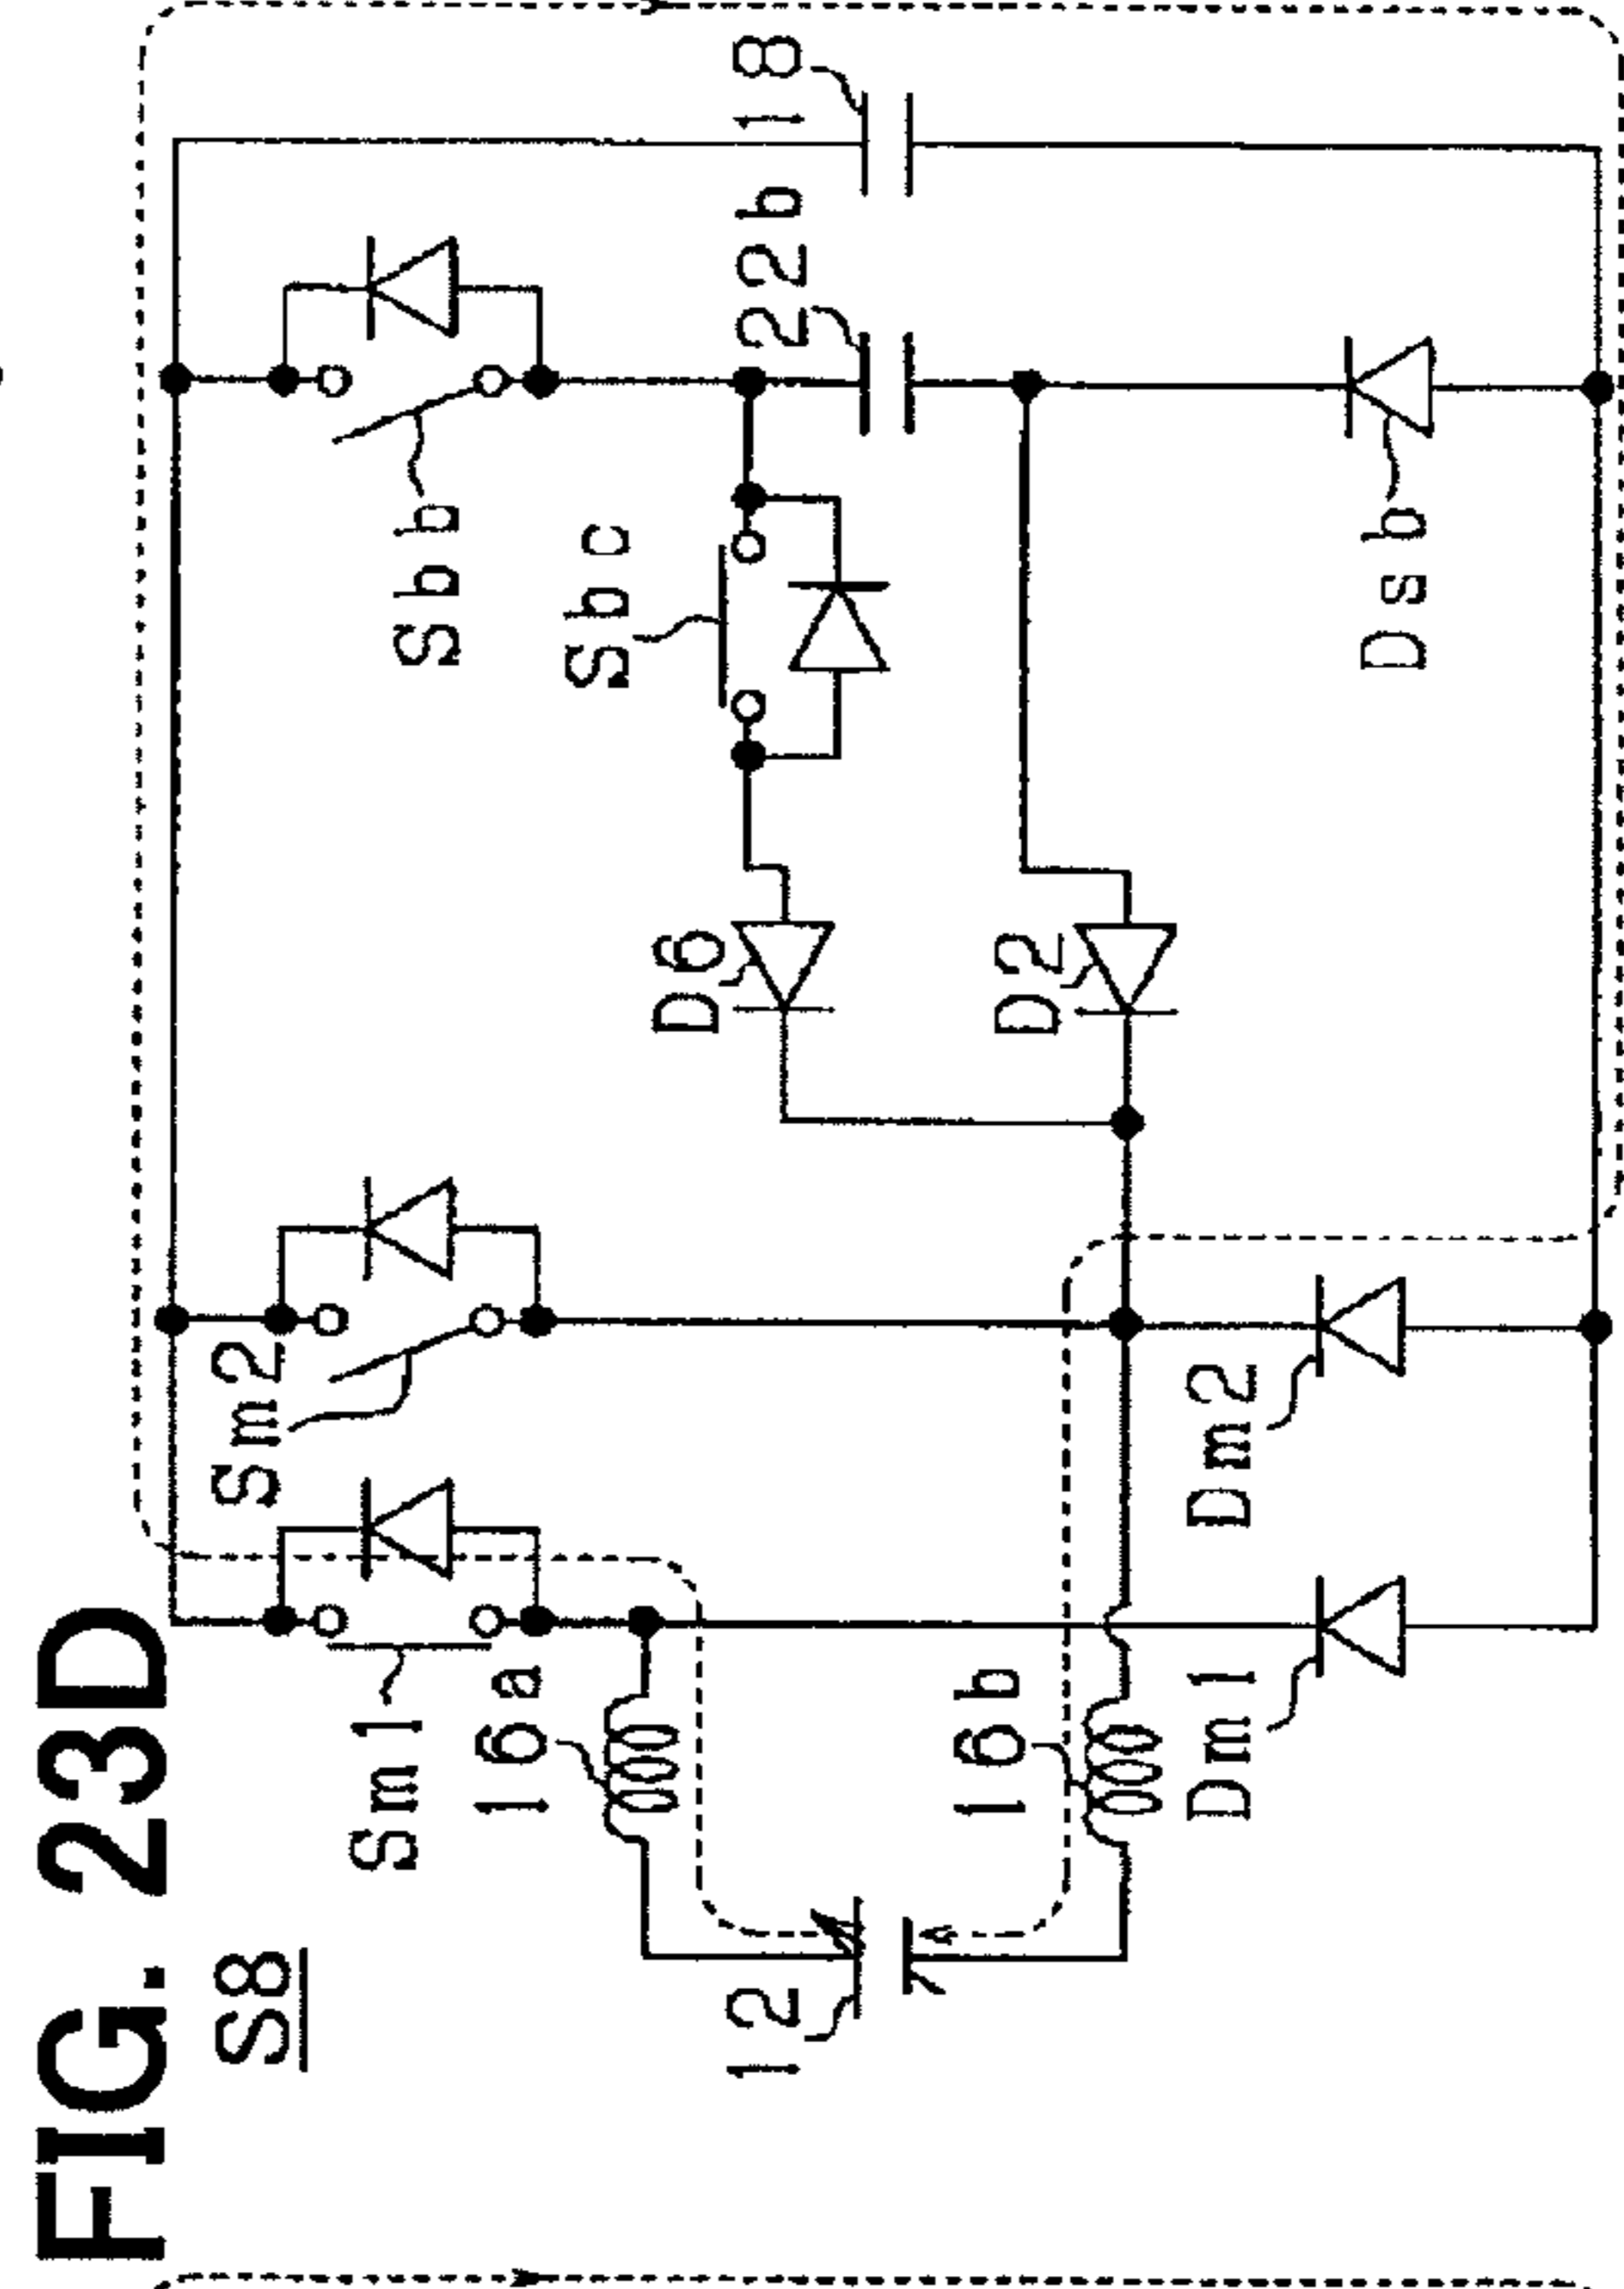 FIG. 23D
S8
Sm1
Sm2
Sbb
16a
Sbc
D6
12
22b
18
16b
D2
Dm1
Dm2
Dsb